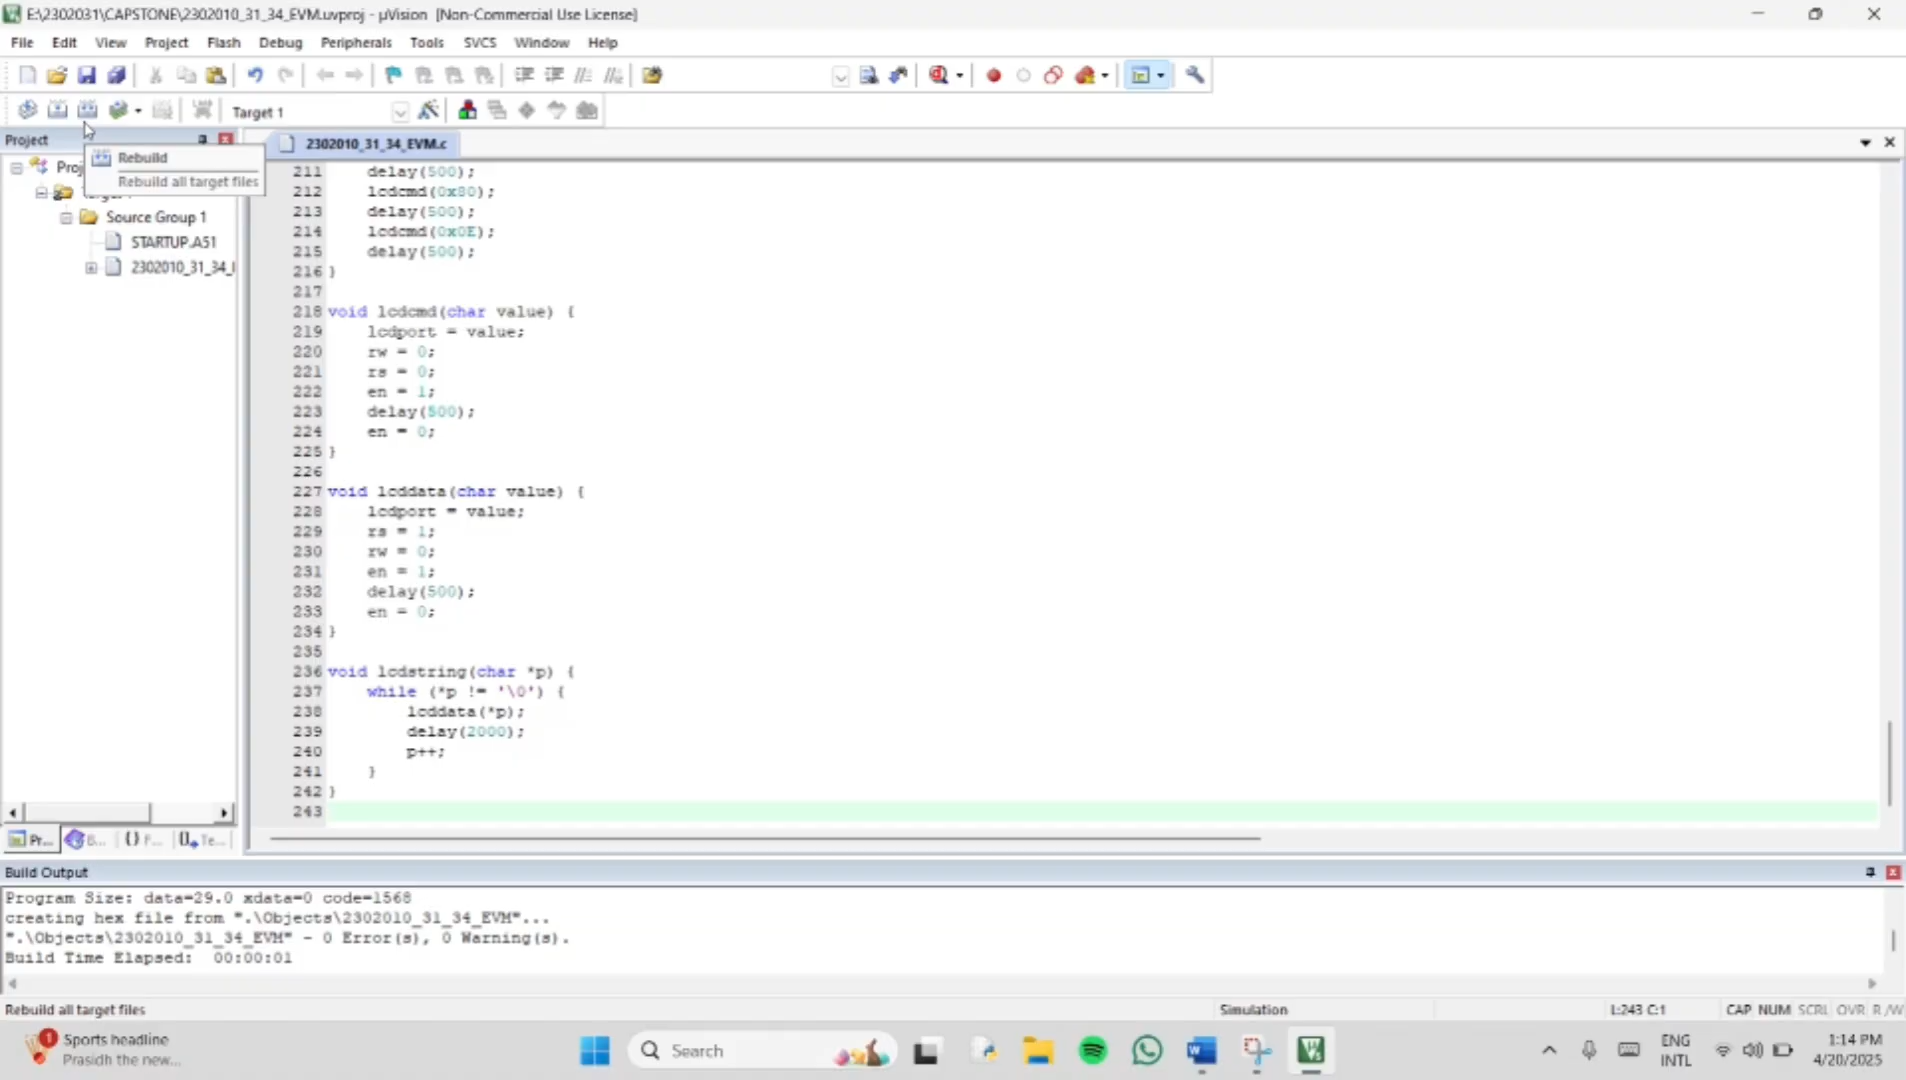 E:\2302031\CAPSTONE\2302010_31_34_EVM.uvproj - µVision [Non-Commercial Use License]
File Edit View Project Flash Debug Peripherals Tools SVCS Window Help
Target 1
Project
2302010_31_34_EVM.c
Rebuild
Rebuild all target files
Source Group 1
STARTUP.A51
2302010_31_34_
211 delay(500);
212 lcdcmd(0x80);
213 delay(500);
214 lcdcmd(0x0E);
215 delay(500);
216 }
217
218 void lcdcmd(char value) {
219 lcdport = value;
220 rw = 0;
221 rs = 0;
222 en = 1;
223 delay(500);
224 en = 0;
225 }
226
227 void lcddata(char value) {
228 lcdport = value;
229 rs = 1;
230 rw = 0;
231 en = 1;
232 delay(500);
233 en = 0;
234 }
235
236 void lcdstring(char *p) {
237 while (*p != '\0') {
238 lcddata(*p);
239 delay(2000);
240 p++;
241 }
242 }
243
Pr... B... {} F... Te...
Build Output
Program Size: data=29.0 xdata=0 code=1568
creating hex file from ".\Objects\2302010_31_34_EVM"...
".\Objects\2302010_31_34_EVM" - 0 Error(s), 0 Warning(s).
Build Time Elapsed: 00:00:01
Rebuild all target files Simulation L:243 C:1 CAP NUM SCRL OVR R/W
1 Sports headline
Prasidh the new...
Search
ENG
INTL
1:14 PM
4/20/2025